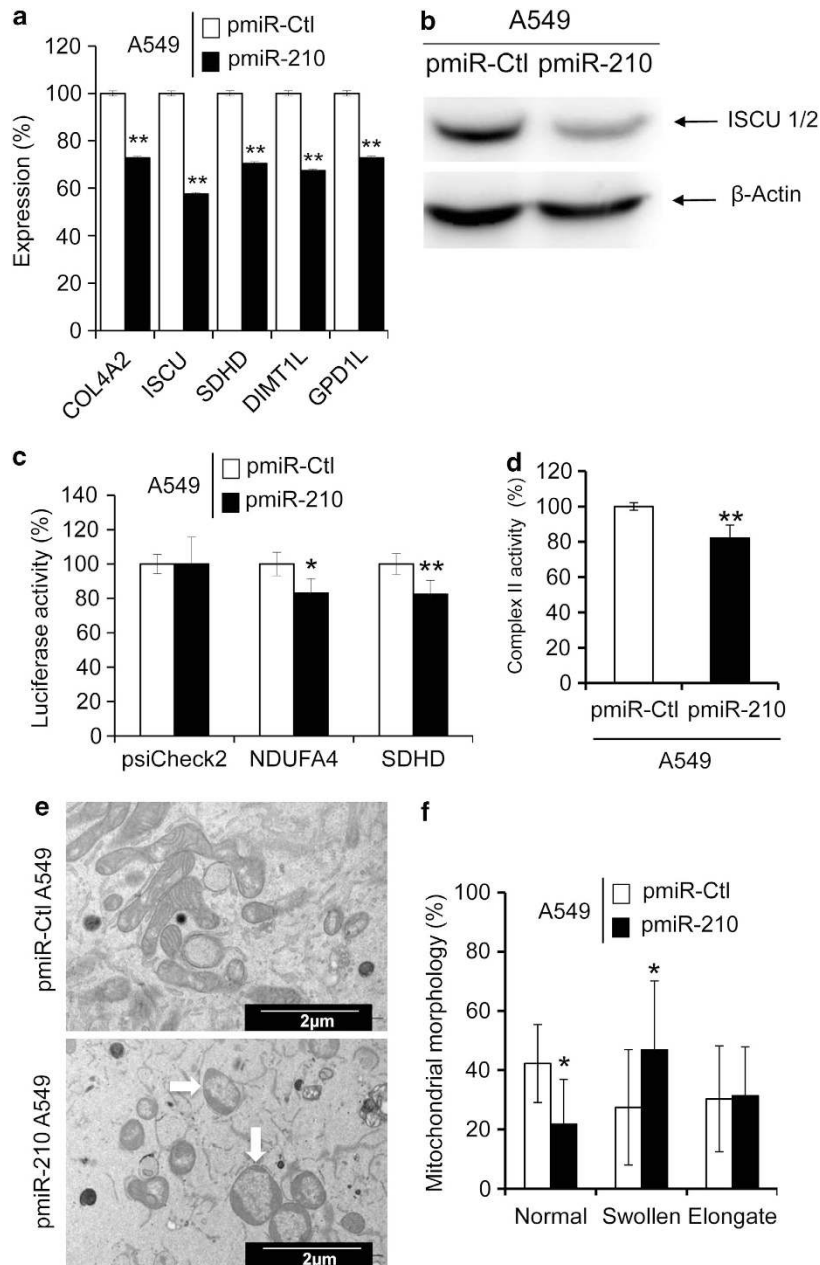 a
A549
pmiR-Ctl
pmiR-210
Expression (%)
120
100
80
60
40
20
0
**
**
**
**
**
COL4A2
ISCU
SDHD
DIMT1L
GPD1L
b
A549
pmiR-Ctl pmiR-210
ISCU 1/2
β-Actin
c
A549
pmiR-Ctl
pmiR-210
Luciferase activity (%)
140
120
100
80
60
40
20
0
*
**
psiCheck2 NDUFA4 SDHD
d
Complex II activity (%)
120
100
80
60
40
20
0
**
pmiR-Ctl pmiR-210
A549
e
pmiR-Ctl A549
2µm
pmiR-210 A549
2µm
f
A549
pmiR-Ctl
pmiR-210
Mitochondrial morphology (%)
100
80
60
40
20
0
*
*
Normal Swollen Elongate